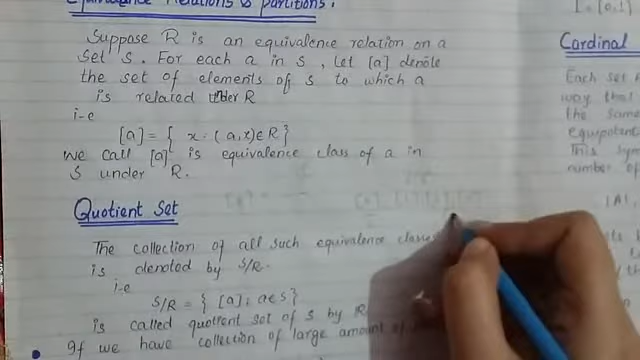 Equivalence Relations & partitions.
Suppose R is an equivalence relation on a
set S. For each a in S, let [a] denote
the set of elements of S to which a
is related under R
i-e
[a] = { x : (a,x) ∈ R}
we call [a] is equivalence class of a in
S under R.
Quotient Set
The collection of all such equivalence classes
is denoted by S/R.
i-e
S/R = { [a] ; a∈S }
is called quotient set of S by R.
If we have collection of large amount of
I = [0,1]
Cardinal
Each set
way that
the same
equipotent
This sym
number of
|A|,